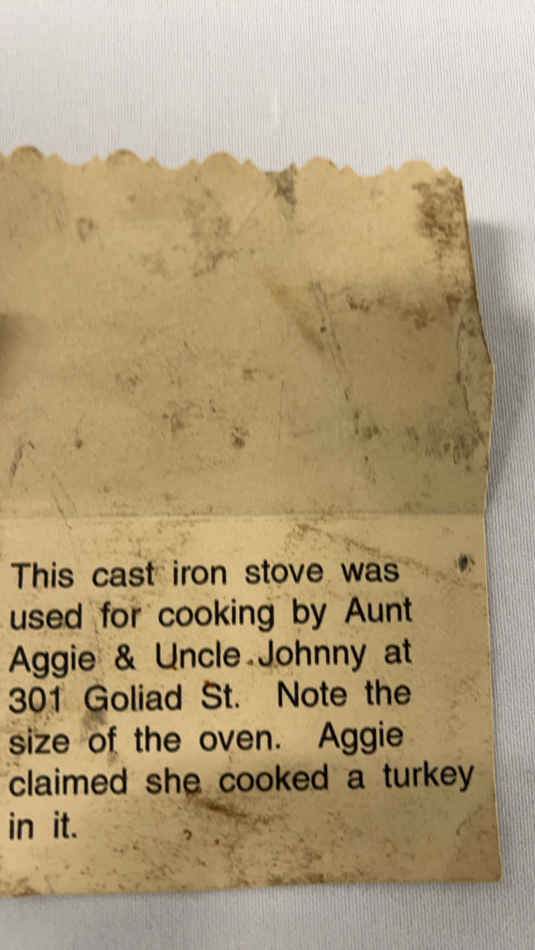 This cast iron stove was
used for cooking by Aunt
Aggie & Uncle Johnny at
301 Goliad St.  Note the
size of the oven.  Aggie
claimed she cooked a turkey
in it.